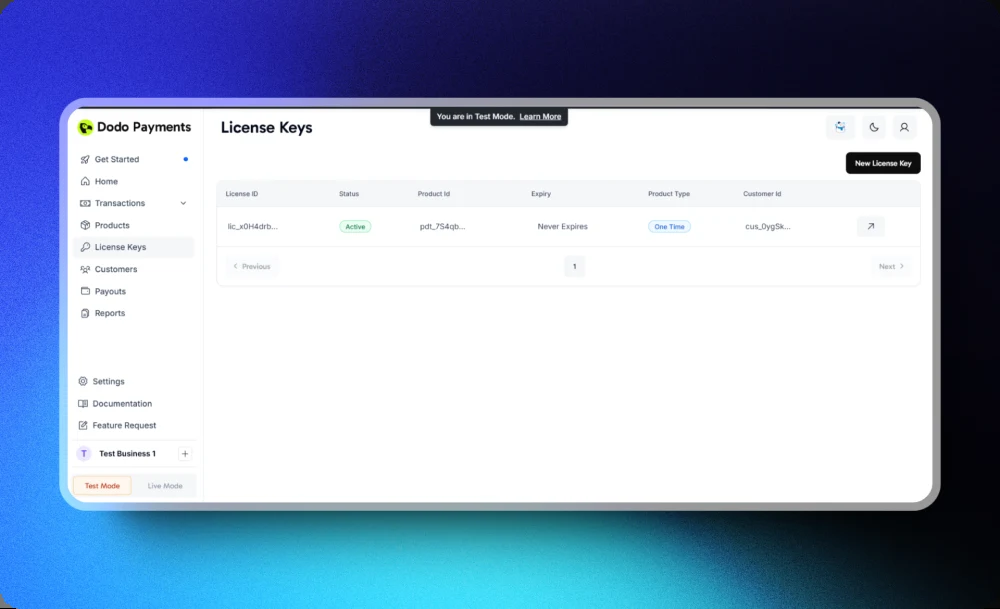 You are in Test Mode. Learn More
Dodo Payments
Get Started
Home
Transactions
Products
License Keys
Customers
Payouts
Reports
Settings
Documentation
Feature Request
T Test Business 1 +
Test Mode Live Mode
License Keys
New License Key
License ID Status Product Id Expiry Product Type Customer Id
lic_x0H4drb... Active pdt_7S4qb... Never Expires One Time cus_0ygSk...
Previous 1 Next